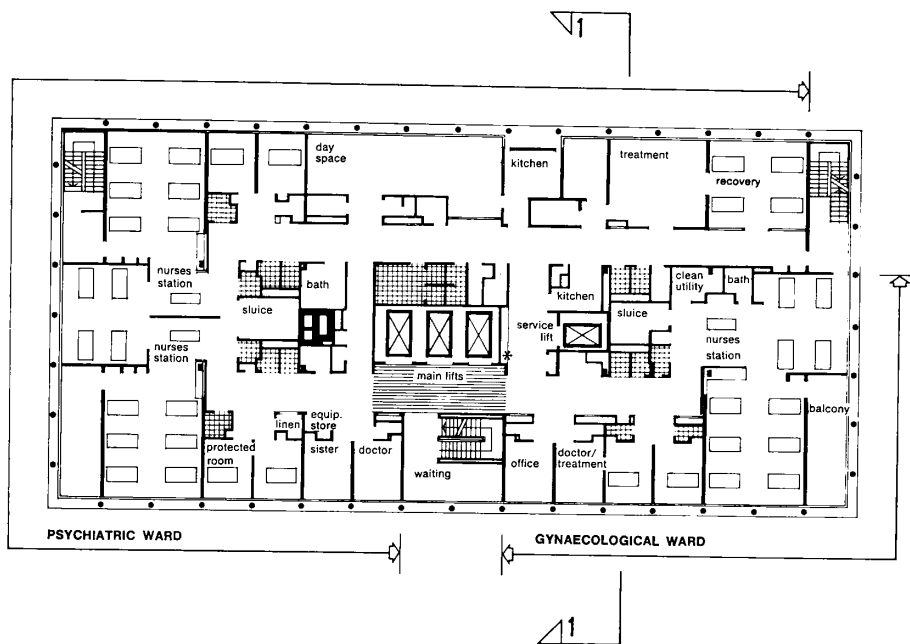 1
day
space
kitchen
treatment
recovery
nurses
station
bath
kitchen
clean
utility
bath
sluice
service
lift
sluice
nurses
station
nurses
station
*
main lifts
balcony
linen
equip.
store
protected
room
sister
doctor
waiting
office
doctor/
treatment
PSYCHIATRIC WARD
GYNAECOLOGICAL WARD
1